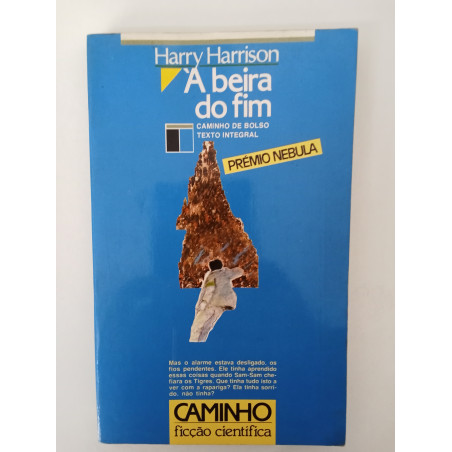 Harry Harrison
À beira
do fim
CAMINHO DE BOLSO
TEXTO INTEGRAL
PRÉMIO NEBULA
Mas o alarme estava desligado, os
fios pendentes. Ele tinha aprendido
essas coisas quando Sam-Sam che-
fiara os Tigres. Que tinha tudo isto a
ver com a rapariga? Ela tinha sorri-
do, não tinha?
CAMINHO
ficção científica